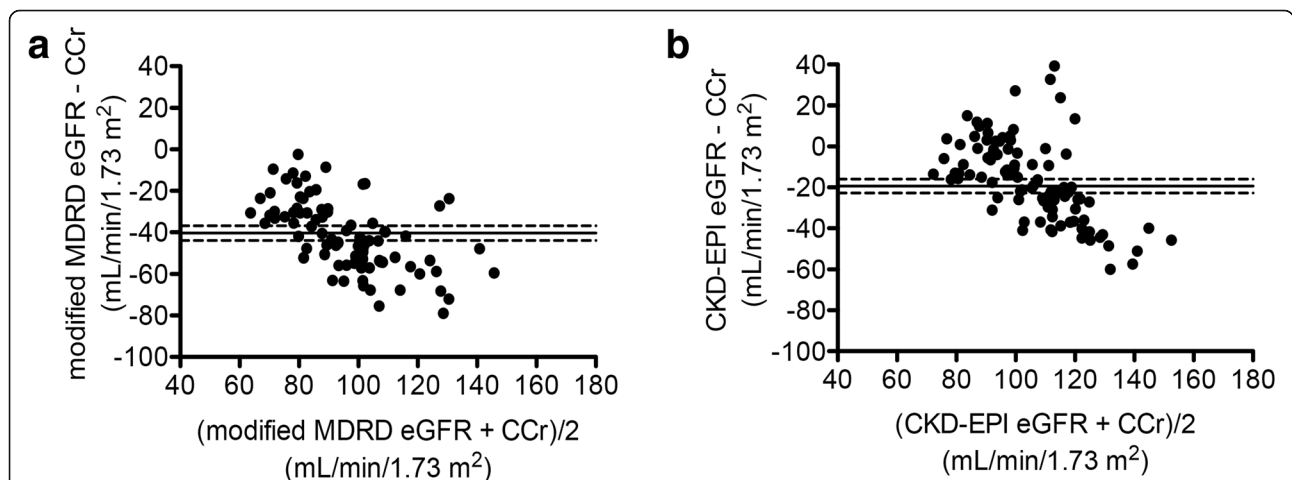 a
modified MDRD eGFR - CCr
(mL/min/1.73 m²)
40
20
0
-20
-40
-60
-80
-100
40 60 80 100 120 140 160 180
(modified MDRD eGFR + CCr)/2
(mL/min/1.73 m²)
b
CKD-EPI eGFR - CCr
(mL/min/1.73 m²)
40
20
0
-20
-40
-60
-80
-100
40 60 80 100 120 140 160 180
(CKD-EPI eGFR + CCr)/2
(mL/min/1.73 m²)